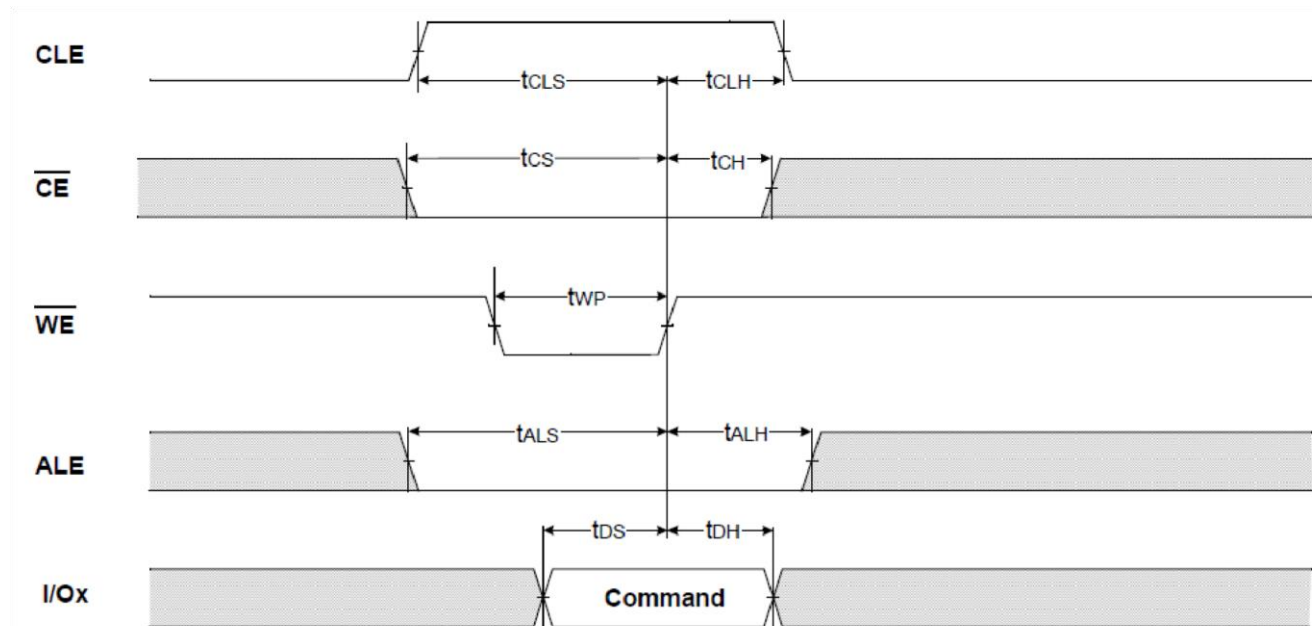 CLE
tCLS tCLH
CE
tCS tCH
WE
tWP
ALE
tALS tALH
I/Ox
tDS tDH
Command